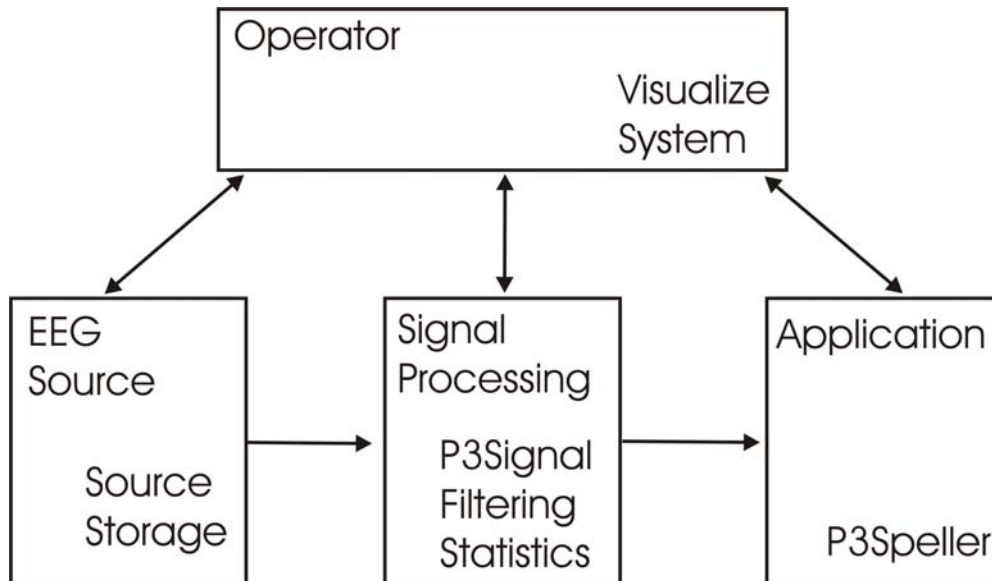 Operator
Visualize
System
EEG
Source
Source
Storage
Signal
Processing
P3Signal
Filtering
Statistics
Application
P3Speller